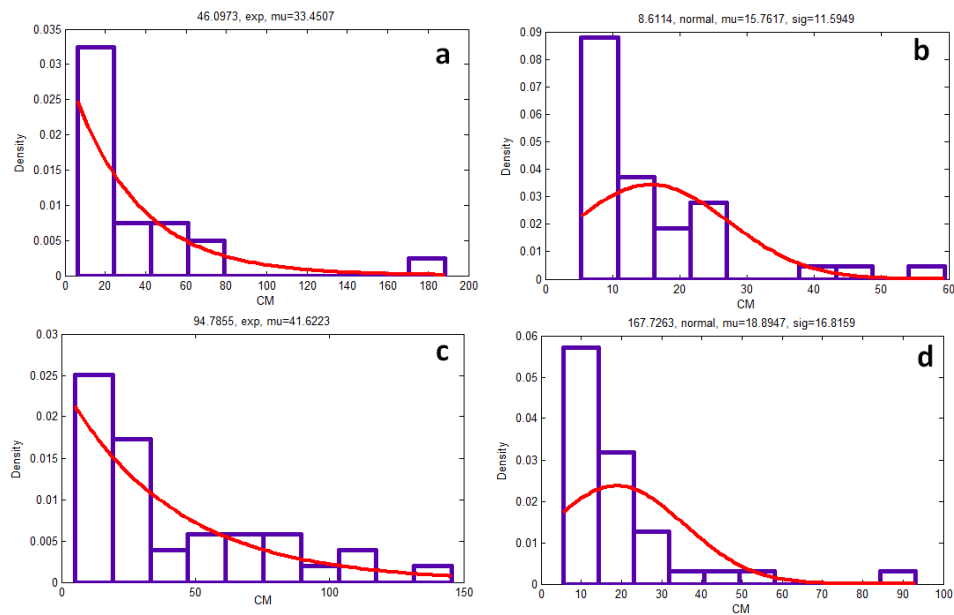 46.0973, exp, mu=33.4507
a
0.035
0.03
0.025
0.02
0.015
0.01
0.005
0
Density
0 20 40 60 80 100 120 140 160 180 200
CM
8.6114, normal, mu=15.7617, sig=11.5949
b
0.09
0.08
0.07
0.06
0.05
0.04
0.03
0.02
0.01
0
Density
0 10 20 30 40 50 60
CM
94.7855, exp, mu=41.6223
c
0.03
0.025
0.02
0.015
0.01
0.005
0
Density
0 50 100 150
CM
167.7263, normal, mu=18.8947, sig=16.8159
d
0.06
0.05
0.04
0.03
0.02
0.01
0
Density
0 10 20 30 40 50 60 70 80 90 100
CM